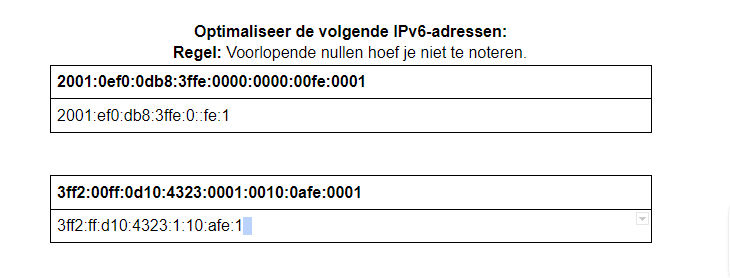 Optimaliseer de volgende IPv6-adressen:
Regel: Voorlopende nullen hoef je niet te noteren.
2001:0ef0:0db8:3ffe:0000:0000:00fe:0001
2001:ef0:db8:3ffe:0::fe:1
3ff2:00ff:0d10:4323:0001:0010:0afe:0001
3ff2:ff:d10:4323:1:10:afe:1